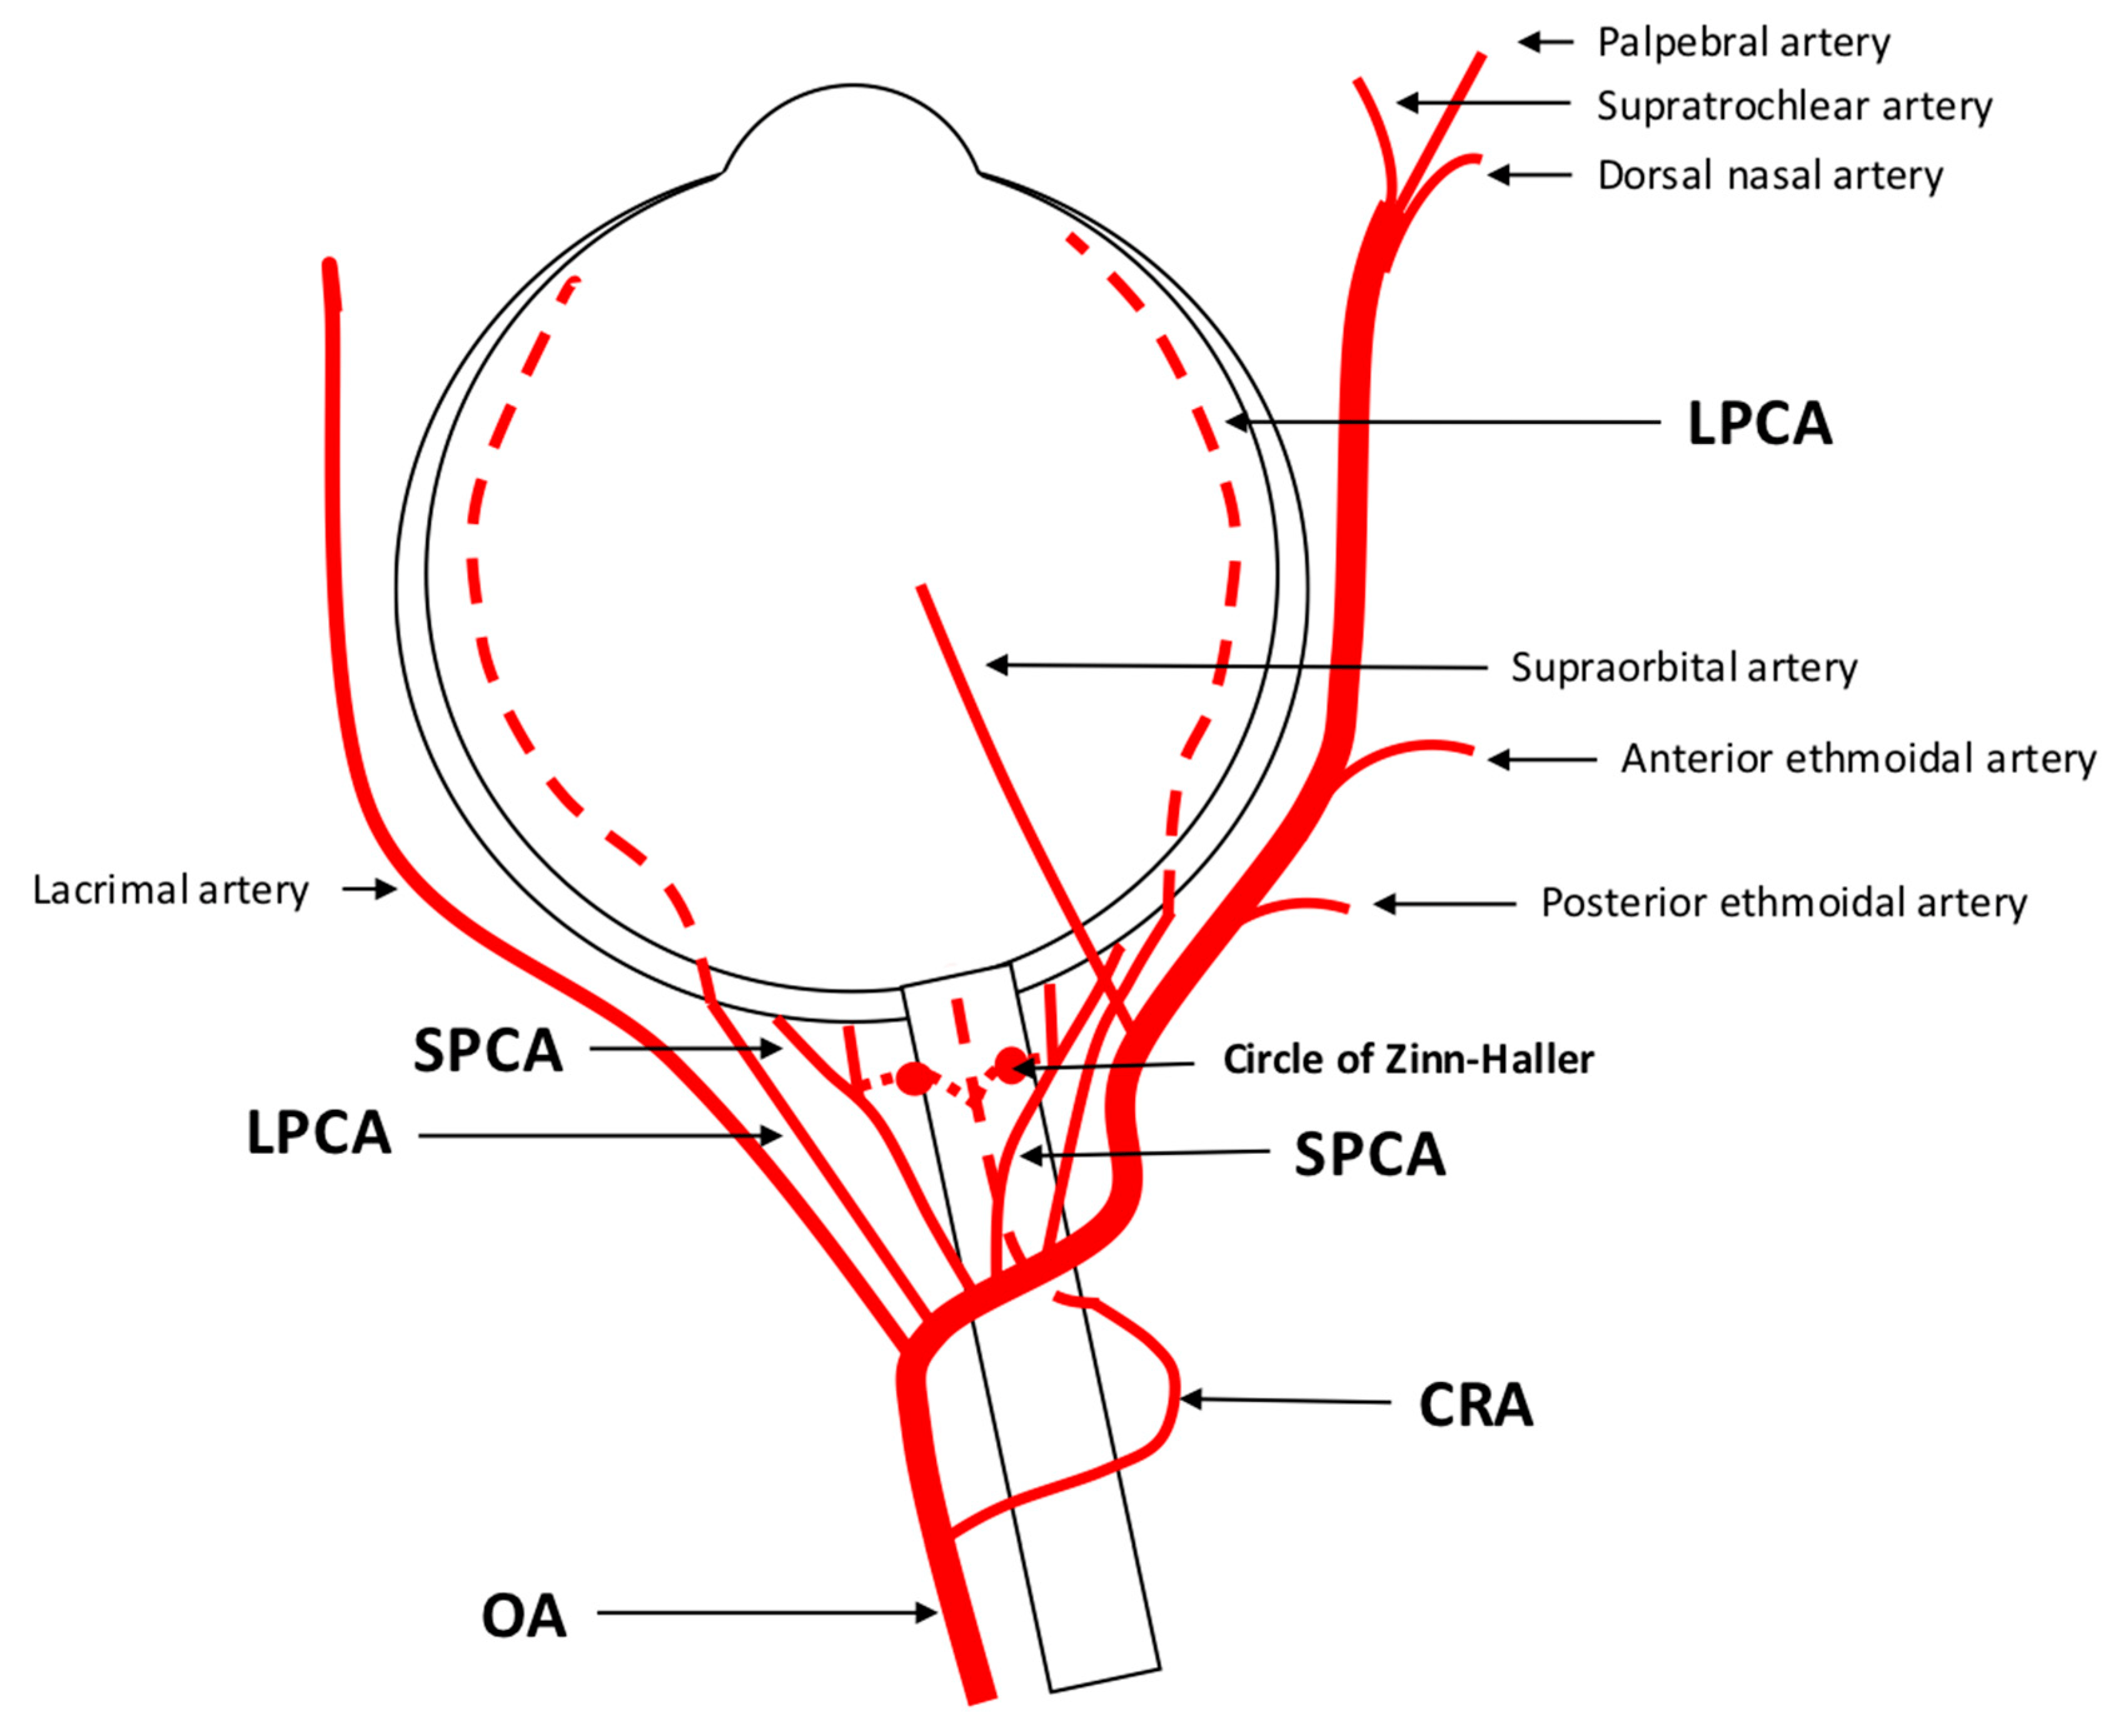 Palpebral artery
Supratrochlear artery
Dorsal nasal artery
LPCA
Supraorbital artery
Anterior ethmoidal artery
Lacrimal artery
Posterior ethmoidal artery
SPCA
Circle of Zinn-Haller
LPCA
SPCA
CRA
OA